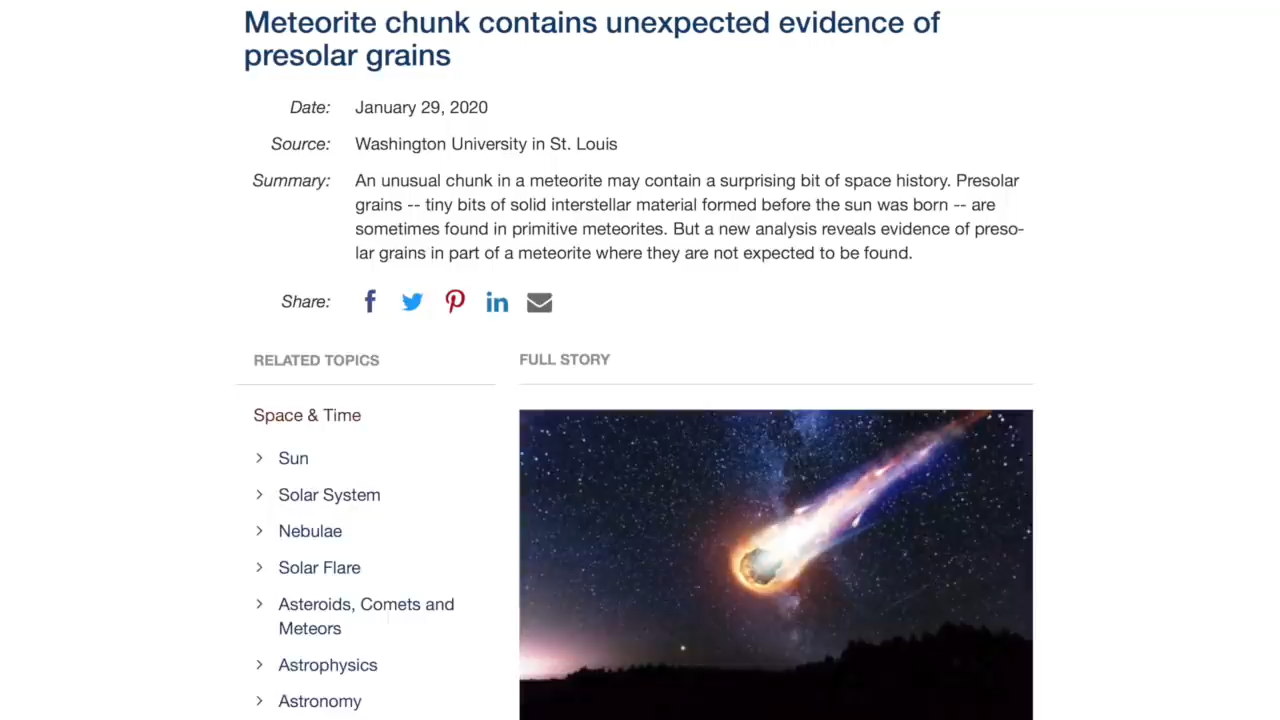 Meteorite chunk contains unexpected evidence of
presolar grains
Date: January 29, 2020
Source: Washington University in St. Louis
Summary: An unusual chunk in a meteorite may contain a surprising bit of space history. Presolar
grains -- tiny bits of solid interstellar material formed before the sun was born -- are
sometimes found in primitive meteorites. But a new analysis reveals evidence of preso-
lar grains in part of a meteorite where they are not expected to be found.
Share:
RELATED TOPICS
Space & Time
Sun
Solar System
Nebulae
Solar Flare
Asteroids, Comets and
Meteors
Astrophysics
Astronomy
FULL STORY